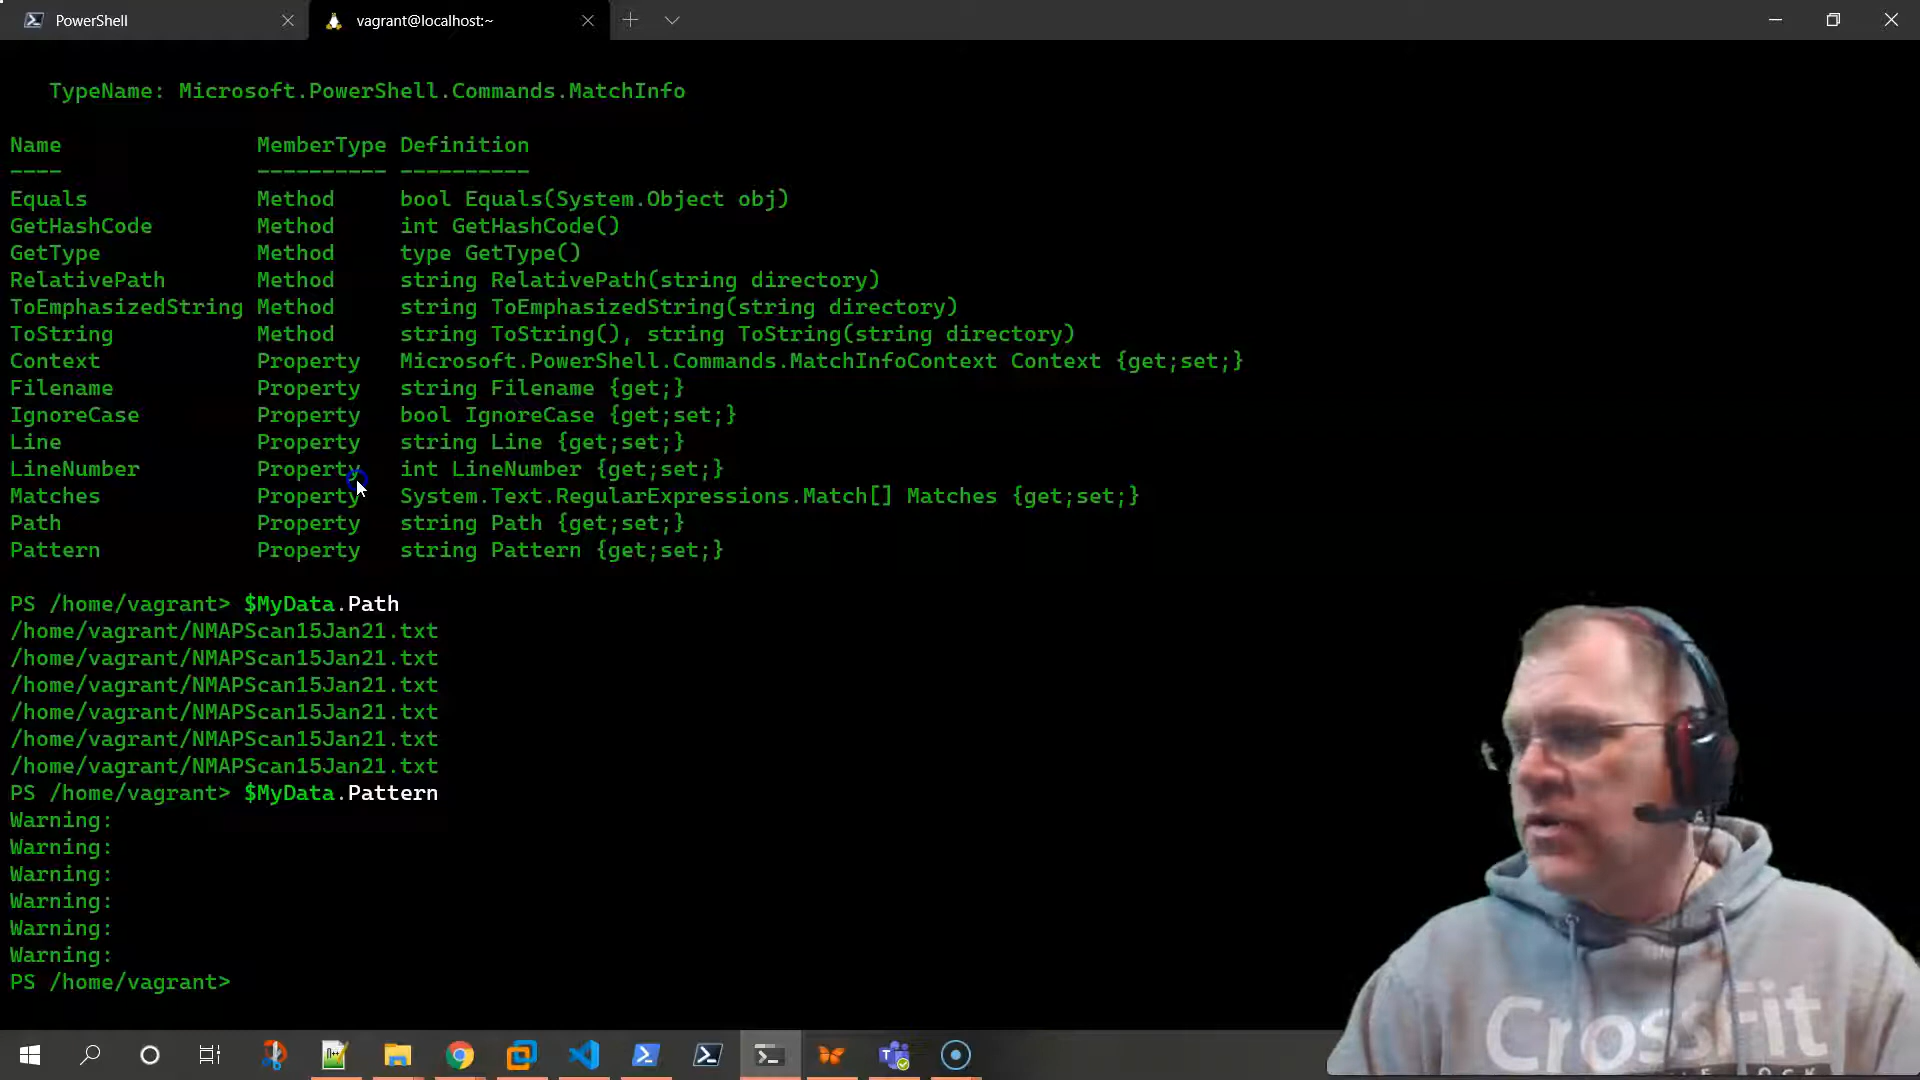 PowerShell
vagrant@localhost:~
TypeName: Microsoft.PowerShell.Commands.MatchInfo
Name MemberType Definition
---- ---------- ----------
Equals Method bool Equals(System.Object obj)
GetHashCode Method int GetHashCode()
GetType Method type GetType()
RelativePath Method string RelativePath(string directory)
ToEmphasizedString Method string ToEmphasizedString(string directory)
ToString Method string ToString(), string ToString(string directory)
Context Property Microsoft.PowerShell.Commands.MatchInfoContext Context {get;set;}
Filename Property string Filename {get;}
IgnoreCase Property bool IgnoreCase {get;set;}
Line Property string Line {get;set;}
LineNumber Property int LineNumber {get;set;}
Matches Property System.Text.RegularExpressions.Match[] Matches {get;set;}
Path Property string Path {get;set;}
Pattern Property string Pattern {get;set;}
PS /home/vagrant> $MyData.Path
/home/vagrant/NMAPScan15Jan21.txt
/home/vagrant/NMAPScan15Jan21.txt
/home/vagrant/NMAPScan15Jan21.txt
/home/vagrant/NMAPScan15Jan21.txt
/home/vagrant/NMAPScan15Jan21.txt
/home/vagrant/NMAPScan15Jan21.txt
PS /home/vagrant> $MyData.Pattern
Warning:
Warning:
Warning:
Warning:
Warning:
Warning:
PS /home/vagrant>
CrossFit